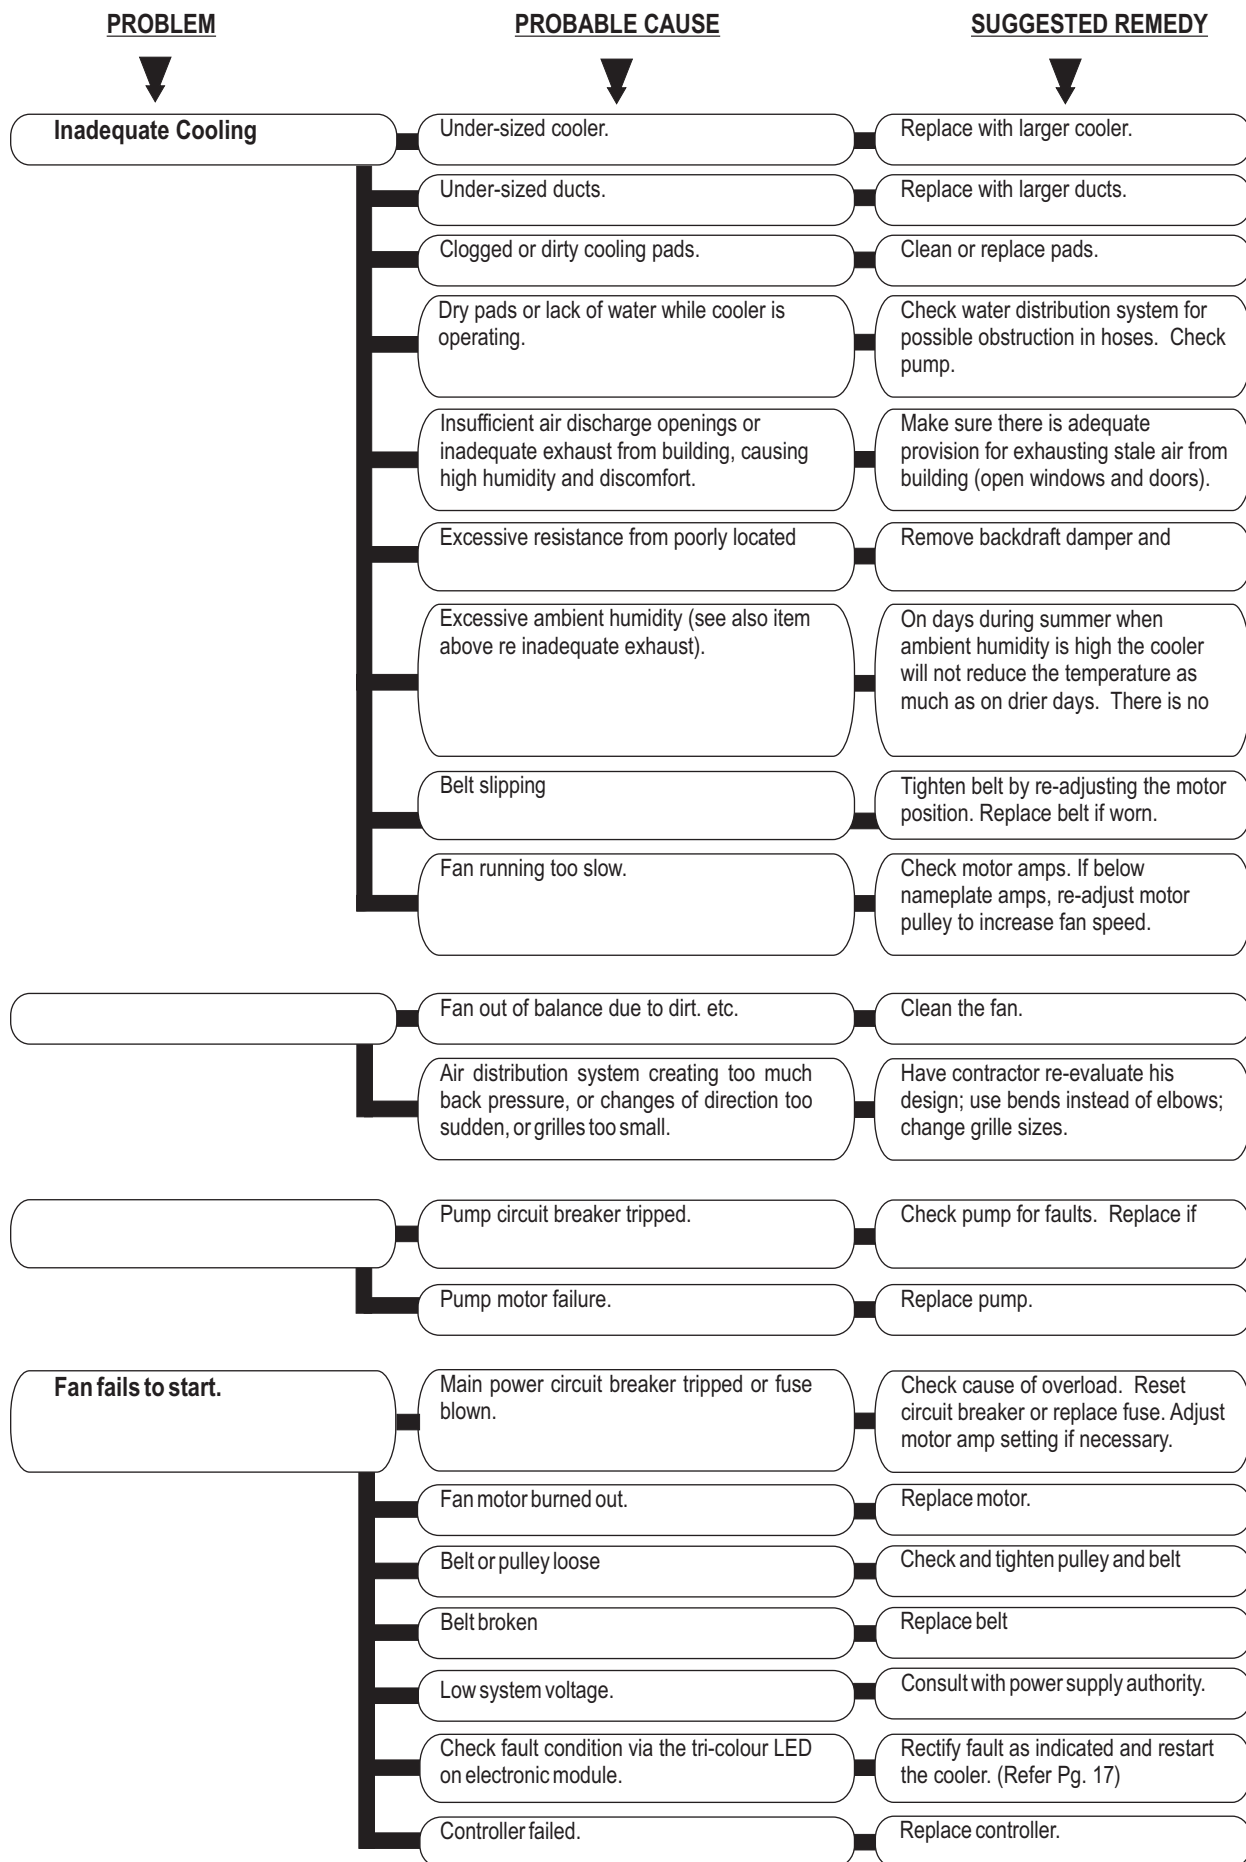 PROBLEM
PROBABLE CAUSE
SUGGESTED REMEDY
Inadequate Cooling
Under-sized cooler.
Replace with larger cooler.
Under-sized ducts.
Replace with larger ducts.
Clogged or dirty cooling pads.
Clean or replace pads.
Dry pads or lack of water while cooler is
operating.
Check water distribution system for
possible obstruction in hoses. Check
pump.
Insufficient air discharge openings or
inadequate exhaust from building, causing
high humidity and discomfort.
Make sure there is adequate
provision for exhausting stale air from
building (open windows and doors).
Excessive resistance from poorly located
Remove backdraft damper and
Excessive ambient humidity (see also item
above re inadequate exhaust).
On days during summer when
ambient humidity is high the cooler
will not reduce the temperature as
much as on drier days. There is no
Belt slipping
Tighten belt by re-adjusting the motor
position. Replace belt if worn.
Fan running too slow.
Check motor amps. If below
nameplate amps, re-adjust motor
pulley to increase fan speed.
Fan out of balance due to dirt. etc.
Clean the fan.
Air distribution system creating too much
back pressure, or changes of direction too
sudden, or grilles too small.
Have contractor re-evaluate his
design; use bends instead of elbows;
change grille sizes.
Pump circuit breaker tripped.
Check pump for faults. Replace if
Pump motor failure.
Replace pump.
Fan fails to start.
Main power circuit breaker tripped or fuse
blown.
Check cause of overload. Reset
circuit breaker or replace fuse. Adjust
motor amp setting if necessary.
Fan motor burned out.
Replace motor.
Belt or pulley loose
Check and tighten pulley and belt
Belt broken
Replace belt
Low system voltage.
Consult with power supply authority.
Check fault condition via the tri-colour LED
on electronic module.
Rectify fault as indicated and restart
the cooler. (Refer Pg. 17)
Controller failed.
Replace controller.